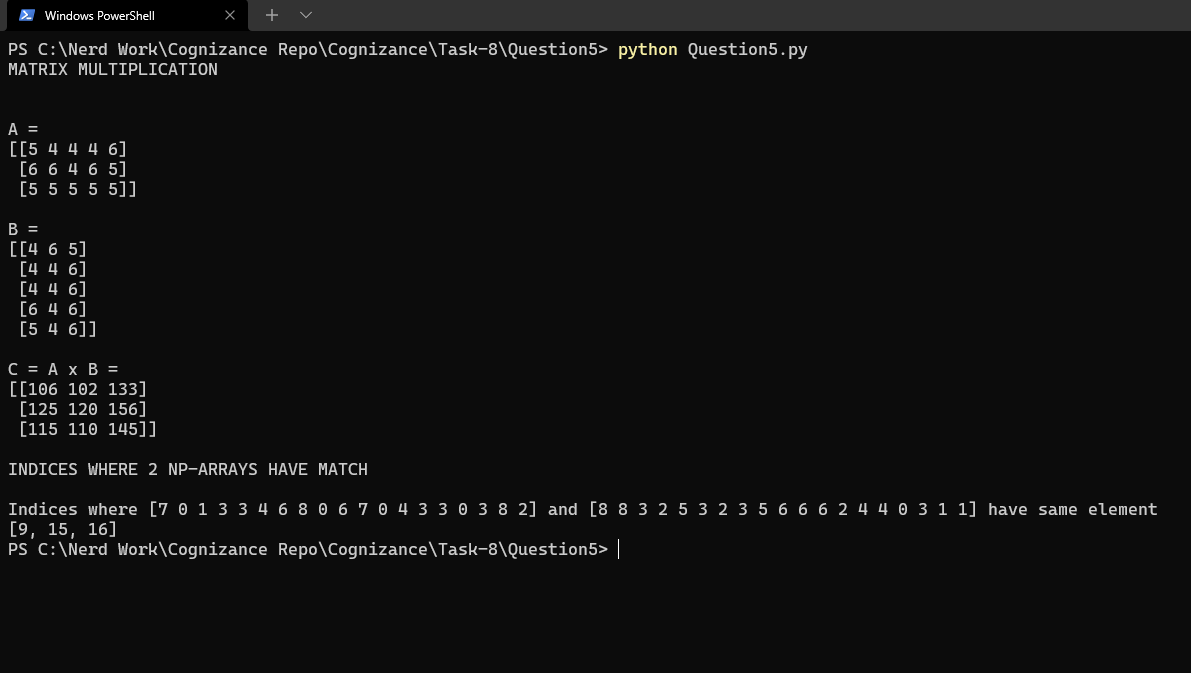 Windows PowerShell
PS C:\Nerd Work\Cognizance Repo\Cognizance\Task-8\Question5> python Question5.py
MATRIX MULTIPLICATION
A =
[[5 4 4 4 6]
 [6 6 4 6 5]
 [5 5 5 5 5]]
B =
[[4 6 5]
 [4 4 6]
 [4 4 6]
 [6 4 6]
 [5 4 6]]
C = A x B =
[[106 102 133]
 [125 120 156]
 [115 110 145]]
INDICES WHERE 2 NP-ARRAYS HAVE MATCH
Indices where [7 0 1 3 3 4 6 8 0 6 7 0 4 3 3 0 3 8 2] and [8 8 3 2 5 3 2 3 5 6 6 6 2 4 4 0 3 1 1] have same element
[9, 15, 16]
PS C:\Nerd Work\Cognizance Repo\Cognizance\Task-8\Question5>